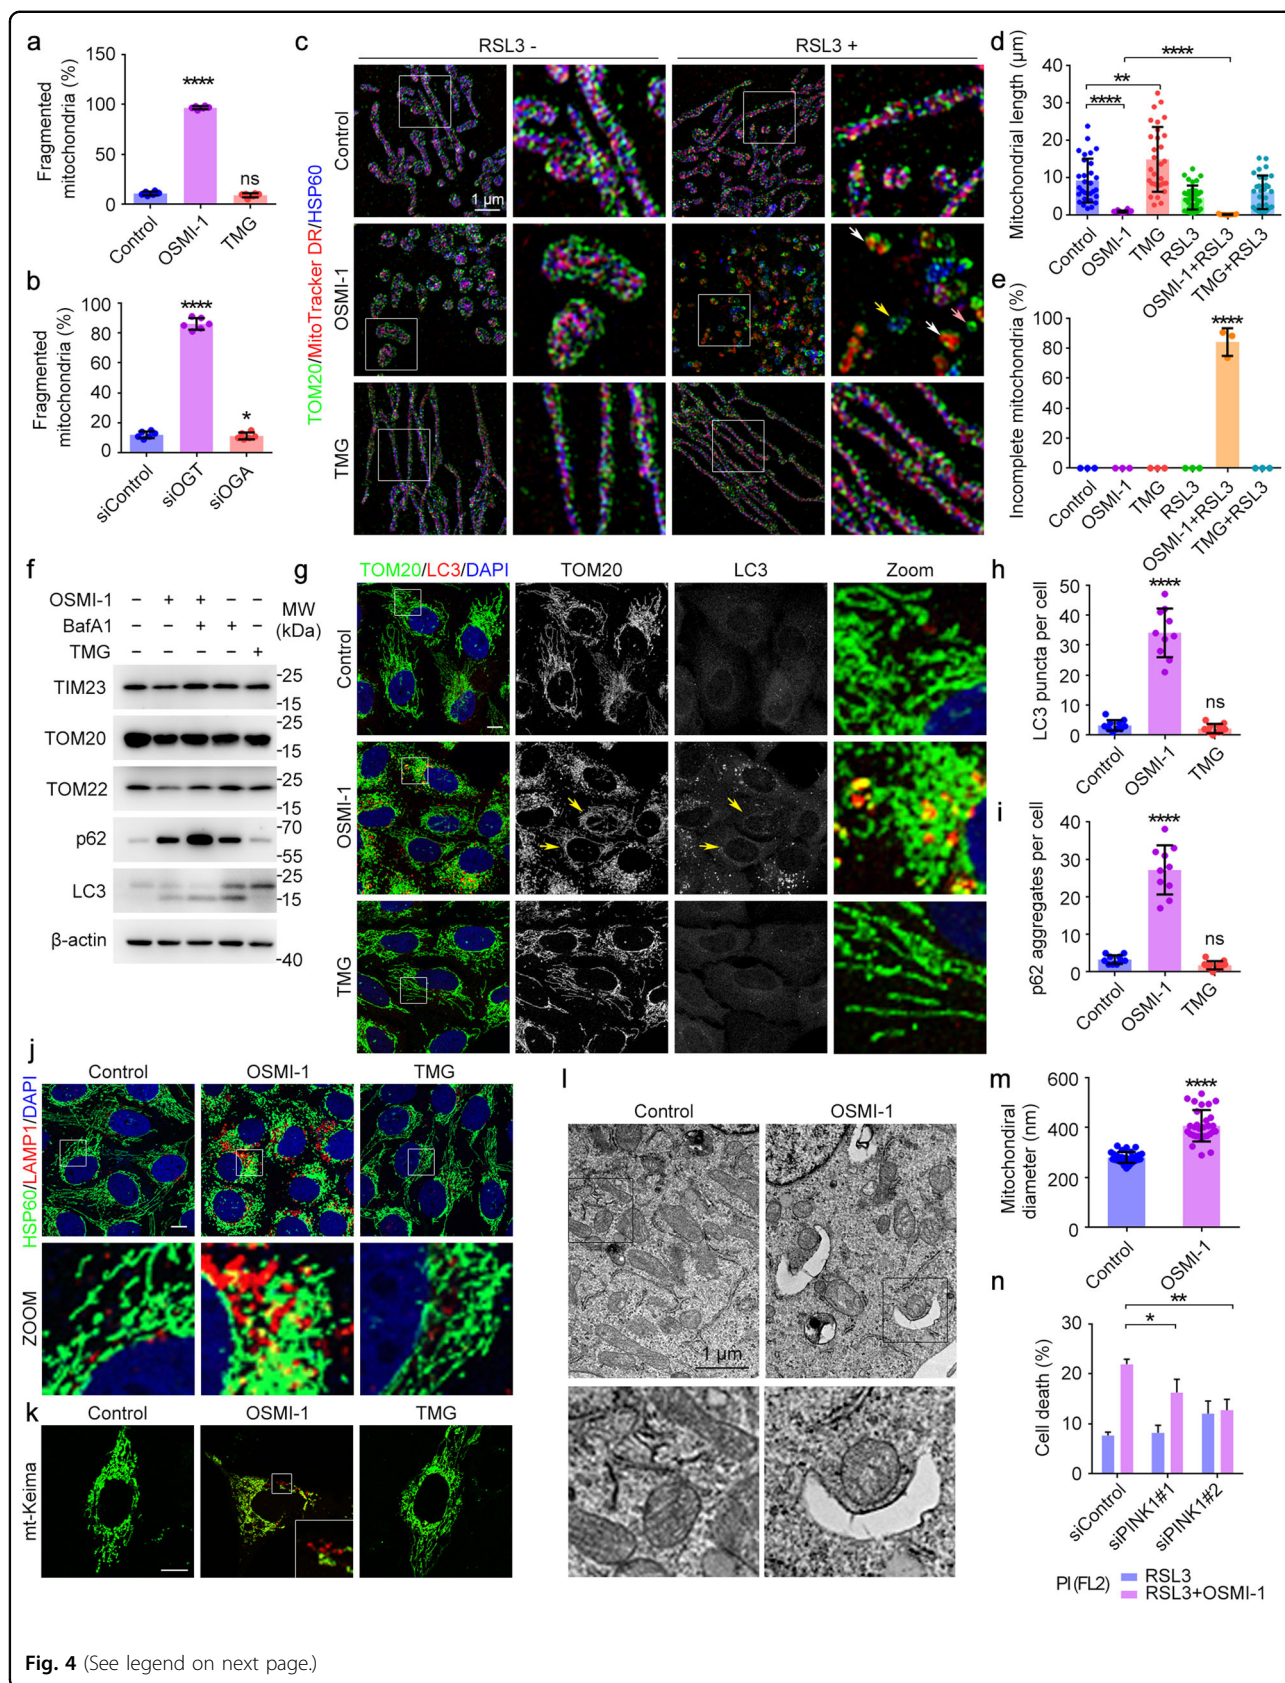 a
Fragmented
mitochondria (%)
150
100
50
0
****
ns
Control
OSMI-1
TMG
b
Fragmented
mitochondria (%)
100
80
60
40
20
0
****
*
siControl
siOGT
siOGA
c
RSL3 -
RSL3 +
TOM20/MitoTracker DR/HSP60
Control
1 µm
OSMI-1
TMG
d
Mitochondrial length (µm)
40
30
20
10
0
****
**
****
Control
OSMI-1
TMG
RSL3
OSMI-1+RSL3
TMG+RSL3
e
Incomplete mitochondria (%)
100
80
60
40
20
0
****
Control
OSMI-1
TMG
RSL3
OSMI-1+RSL3
TMG+RSL3
f
OSMI-1 – + + – –
BafA1 – – + + –
TMG – – – – +
MW
(kDa)
TIM23
-25
-15
TOM20
-25
-15
TOM22
-25
-15
p62
-70
-55
LC3
-25
-15
β-actin
-40
g
TOM20/LC3/DAPI
TOM20
LC3
Zoom
Control
OSMI-1
TMG
h
LC3 puncta per cell
50
40
30
20
10
0
****
ns
Control
OSMI-1
TMG
i
p62 aggregates per cell
40
30
20
10
0
****
ns
Control
OSMI-1
TMG
j
Control
OSMI-1
TMG
HSP60/LAMP1/DAPI
ZOOM
k
Control
OSMI-1
TMG
mt-Keima
l
Control
OSMI-1
1 µm
m
Mitochondiral
diameter (nm)
600
400
200
0
****
Control
OSMI-1
n
Cell death (%)
30
20
10
0
*
**
siControl
siPINK1#1
siPINK1#2
PI (FL2)
RSL3
RSL3+OSMI-1
Fig. 4 (See legend on next page.)